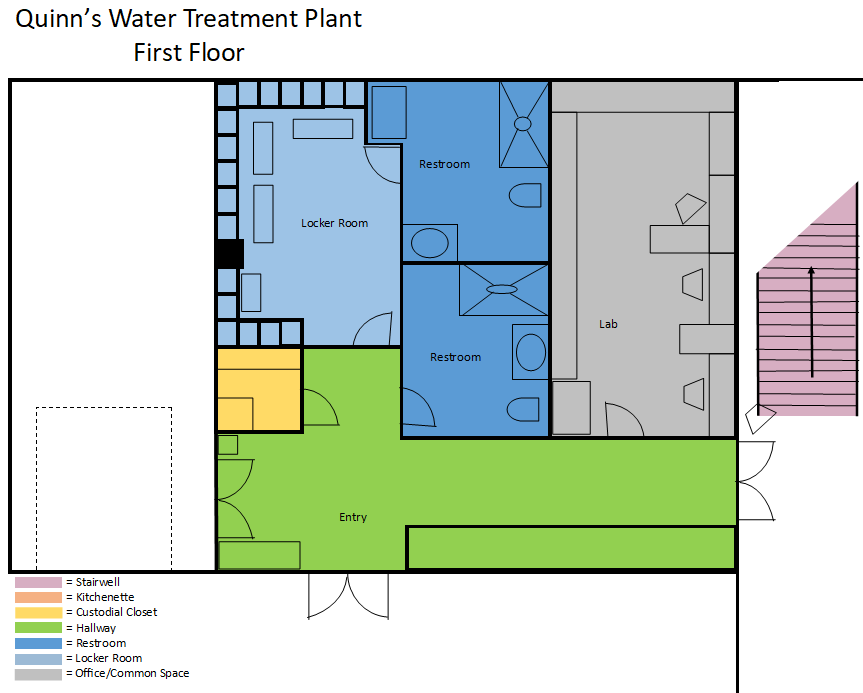 Quinn’s Water Treatment Plant
First Floor
Restroom
Locker Room
Lab
Restroom
Entry
= Stairwell
= Kitchenette
= Custodial Closet
= Hallway
= Restroom
= Locker Room
= Office/Common Space